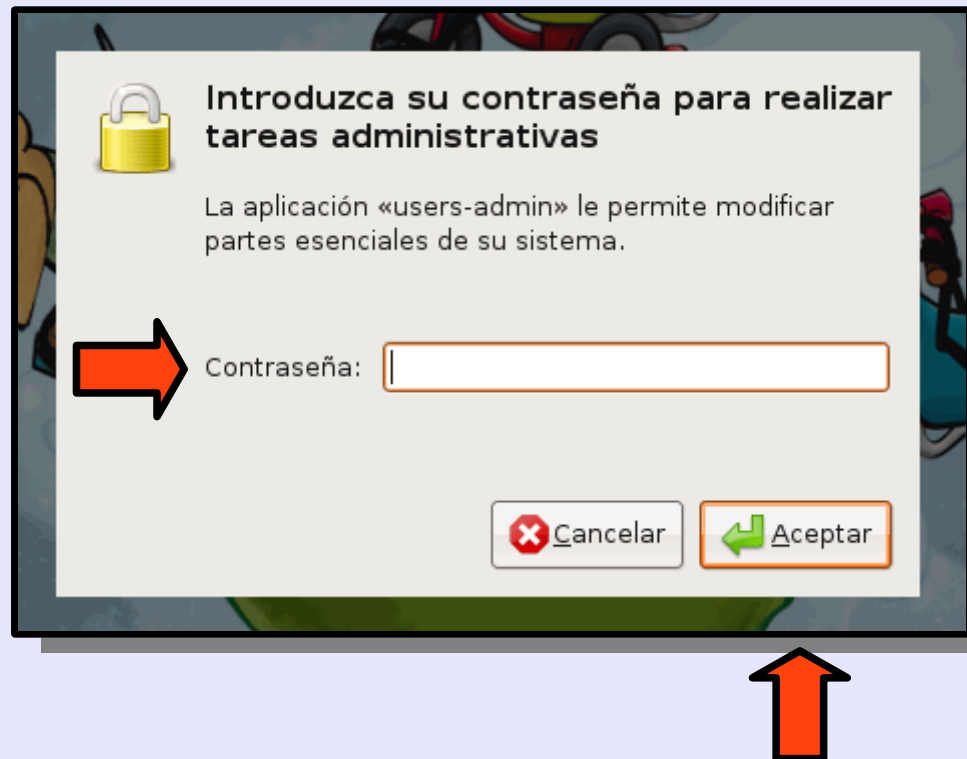 Introduzca su contraseña para realizar
tareas administrativas
La aplicación «users-admin» le permite modificar
partes esenciales de su sistema.
Contraseña:
Cancelar
Aceptar